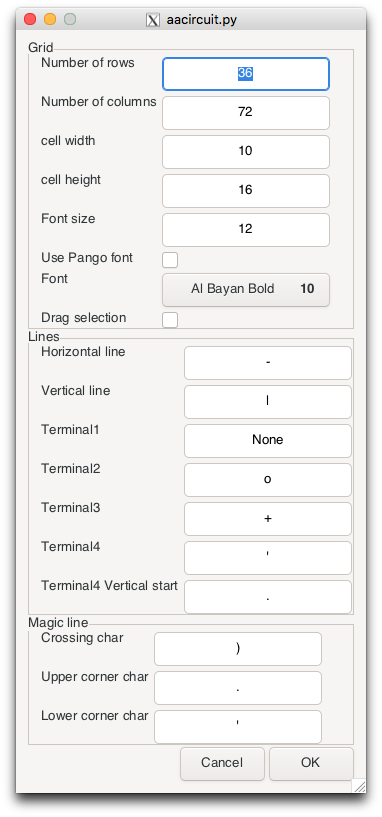 aacircuit.py
Grid
Number of rows 36
Number of columns 72
cell width 10
cell height 16
Font size 12
Use Pango font
Font Al Bayan Bold 10
Drag selection
Lines
Horizontal line -
Vertical line |
Terminal1 None
Terminal2 o
Terminal3 +
Terminal4 '
Terminal4 Vertical start .
Magic line
Crossing char )
Upper corner char .
Lower corner char '
Cancel OK